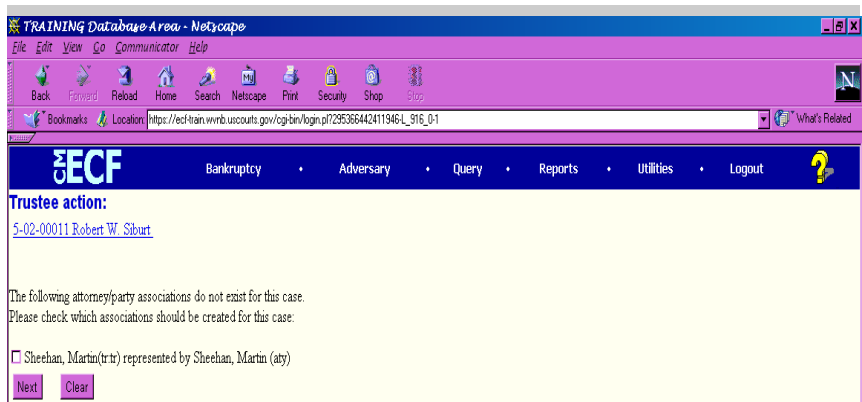 TRAINING Database Area - Netscape
File Edit View Go Communicator Help
Back Forward Reload Home Search Netscape Print Security Shop Stop
My
N
Bookmarks Location: https://ecf-train.wvnb.uscourts.gov/cgi-bin/login.pl?295366442411946-L_916_0-1 What's Related
CM ECF Bankruptcy • Adversary • Query • Reports • Utilities • Logout ?
Trustee action:
5-02-00011 Robert W. Siburt
The following attorney/party associations do not exist for this case.
Please check which associations should be created for this case:
Sheehan, Martin(tr:tr) represented by Sheehan, Martin (aty)
Next Clear